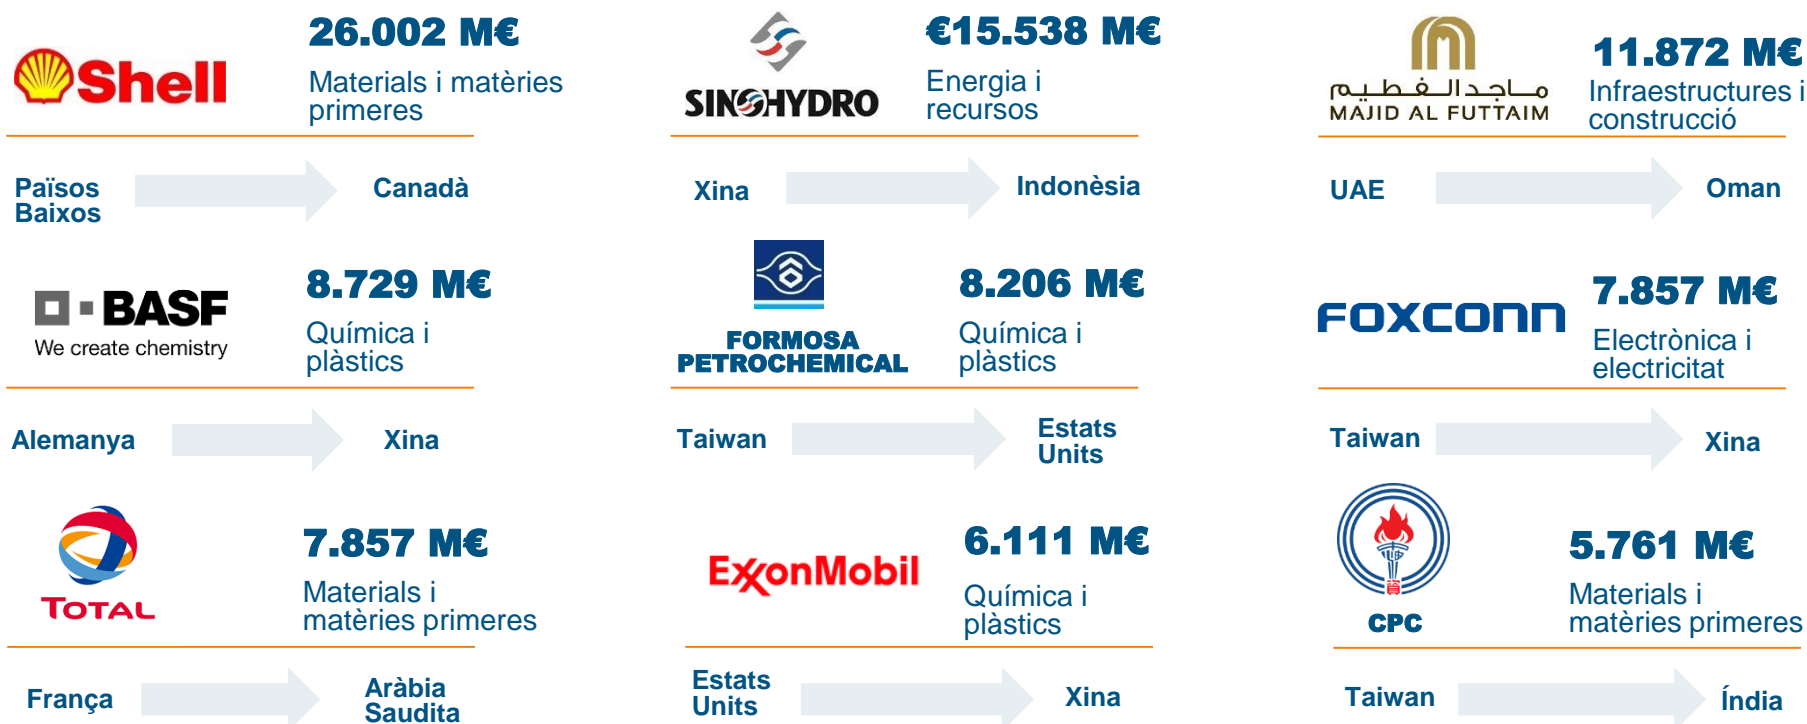 Shell
26.002 M€
Materials i matèries
primeres
Països
Baixos
Canadà
SINOHYDRO
€15.538 M€
Energia i
recursos
Xina
Indonèsia
ماجد الفطيم
MAJID AL FUTTAIM
11.872 M€
Infraestructures i
construcció
UAE
Oman
BASF
We create chemistry
8.729 M€
Química i
plàstics
Alemanya
Xina
FORMOSA
PETROCHEMICAL
8.206 M€
Química i
plàstics
Taiwan
Estats
Units
FOXCONN
7.857 M€
Electrònica i
electricitat
Taiwan
Xina
TOTAL
7.857 M€
Materials i
matèries primeres
França
Aràbia
Saudita
ExxonMobil
6.111 M€
Química i
plàstics
Estats
Units
Xina
CPC
5.761 M€
Materials i
matèries primeres
Taiwan
Índia